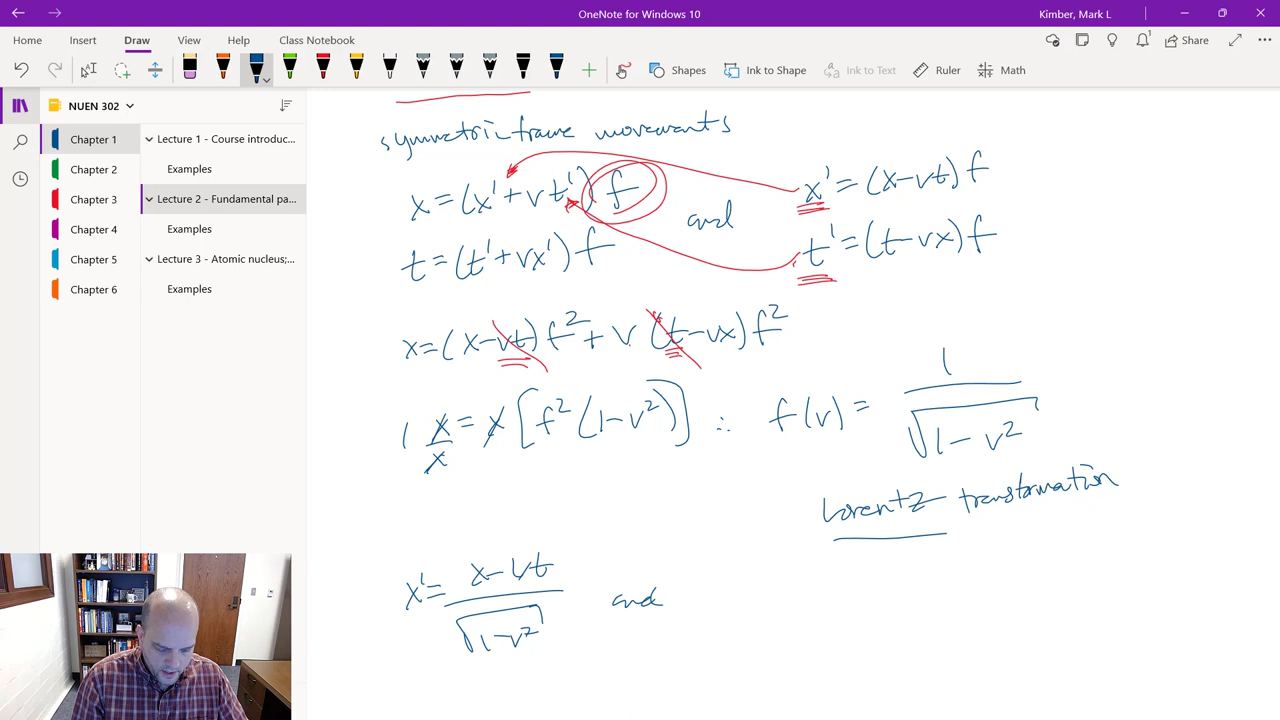 OneNote for Windows 10
Kimber, Mark L
Home Insert Draw View Help Class Notebook
Share
Shapes Ink to Shape Ink to Text Ruler Math
NUEN 302
Chapter 1
Chapter 2
Chapter 3
Chapter 4
Chapter 5
Chapter 6
Lecture 1 - Course introduc...
Examples
Lecture 2 - Fundamental pa...
Examples
Lecture 3 - Atomic nucleus;...
Examples
symmetric frame movements
x = (x' + vt') f and x' = (x - vt) f
t = (t' + vx') f t' = (t - vx) f
x = (x - vt) f² + v (t - vx) f²
1 x/x = x [f² (1 - v²)] ∴ f(v) = 1/√(1 - v²)
Lorentz transformation
x' = (x - vt)/√(1 - v²) and